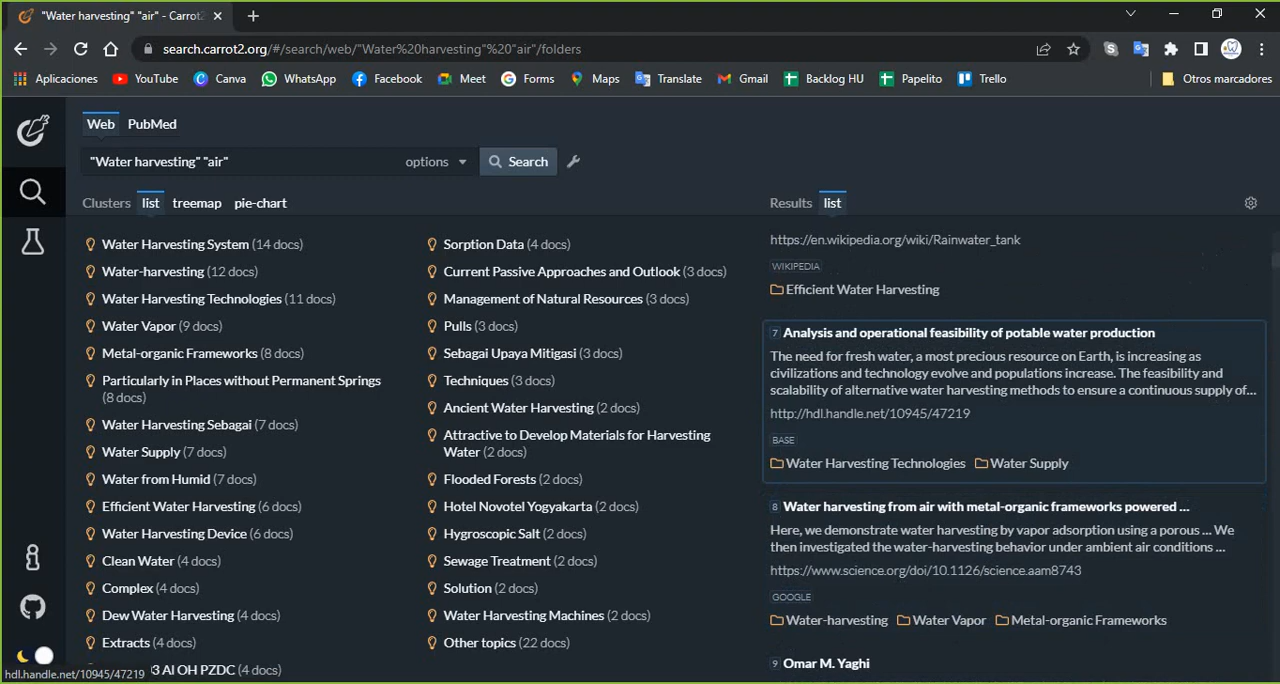 "Water harvesting" "air" - Carrot2
search.carrot2.org/#/search/web/"Water%20harvesting"%20"air"/folders
Aplicaciones YouTube Canva WhatsApp Facebook Meet Forms Maps Translate Gmail Backlog HU Papelito Trello Otros marcadores
Web PubMed
"Water harvesting" "air" options Search
Clusters list treemap pie-chart
Water Harvesting System (14 docs)
Water-harvesting (12 docs)
Water Harvesting Technologies (11 docs)
Water Vapor (9 docs)
Metal-organic Frameworks (8 docs)
Particularly in Places without Permanent Springs
(8 docs)
Water Harvesting Sebagai (7 docs)
Water Supply (7 docs)
Water from Humid (7 docs)
Efficient Water Harvesting (6 docs)
Water Harvesting Device (6 docs)
Clean Water (4 docs)
Complex (4 docs)
Dew Water Harvesting (4 docs)
Extracts (4 docs)
3 Al OH PZDC (4 docs)
Sorption Data (4 docs)
Current Passive Approaches and Outlook (3 docs)
Management of Natural Resources (3 docs)
Pulls (3 docs)
Sebagai Upaya Mitigasi (3 docs)
Techniques (3 docs)
Ancient Water Harvesting (2 docs)
Attractive to Develop Materials for Harvesting
Water (2 docs)
Flooded Forests (2 docs)
Hotel Novotel Yogyakarta (2 docs)
Hygroscopic Salt (2 docs)
Sewage Treatment (2 docs)
Solution (2 docs)
Water Harvesting Machines (2 docs)
Other topics (22 docs)
Results list
https://en.wikipedia.org/wiki/Rainwater_tank
WIKIPEDIA
Efficient Water Harvesting
7 Analysis and operational feasibility of potable water production
The need for fresh water, a most precious resource on Earth, is increasing as
civilizations and technology evolve and populations increase. The feasibility and
scalability of alternative water harvesting methods to ensure a continuous supply of...
http://hdl.handle.net/10945/47219
BASE
Water Harvesting Technologies Water Supply
8 Water harvesting from air with metal-organic frameworks powered ...
Here, we demonstrate water harvesting by vapor adsorption using a porous ... We
then investigated the water-harvesting behavior under ambient air conditions ...
https://www.science.org/doi/10.1126/science.aam8743
GOOGLE
Water-harvesting Water Vapor Metal-organic Frameworks
9 Omar M. Yaghi
hdl.handle.net/10945/47219